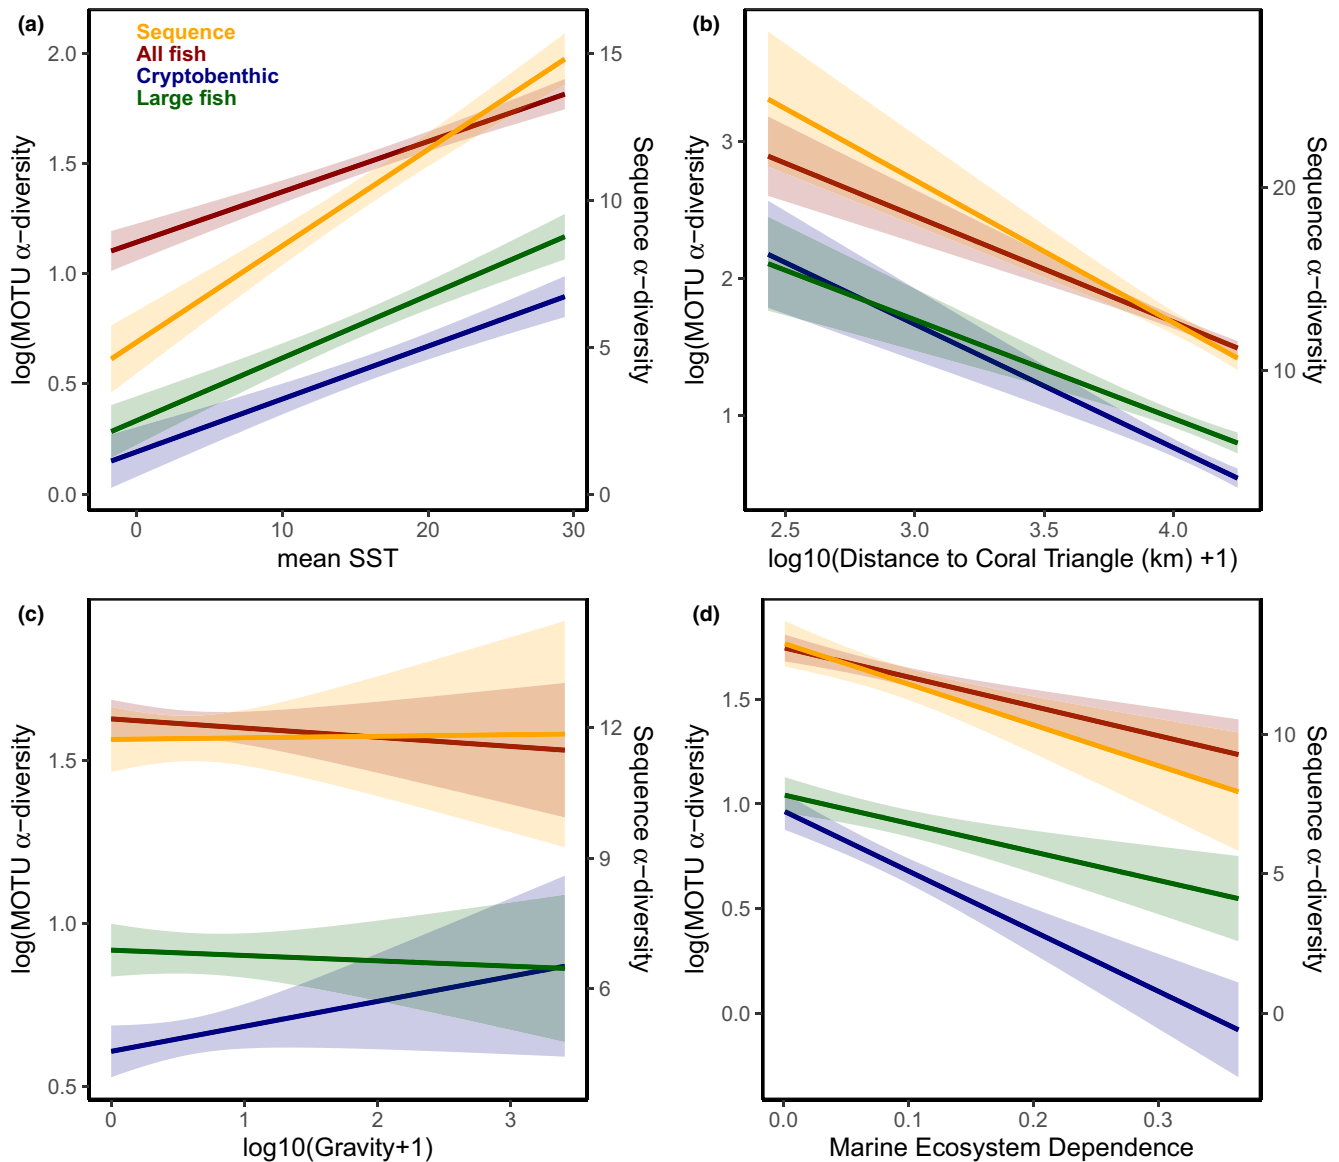 (a)
Sequence
All fish
Cryptobenthic
Large fish
2.0
1.5
1.0
0.5
0.0
log(MOTU α−diversity)
15
10
5
0
Sequence α−diversity
0 10 20 30
mean SST
(b)
3
2
1
log(MOTU α−diversity)
20
10
Sequence α−diversity
2.5 3.0 3.5 4.0
log10(Distance to Coral Triangle (km) +1)
(c)
1.5
1.0
0.5
log(MOTU α−diversity)
12
9
6
Sequence α−diversity
0 1 2 3
log10(Gravity+1)
(d)
1.5
1.0
0.5
0.0
log(MOTU α−diversity)
10
5
0
Sequence α−diversity
0.0 0.1 0.2 0.3
Marine Ecosystem Dependence